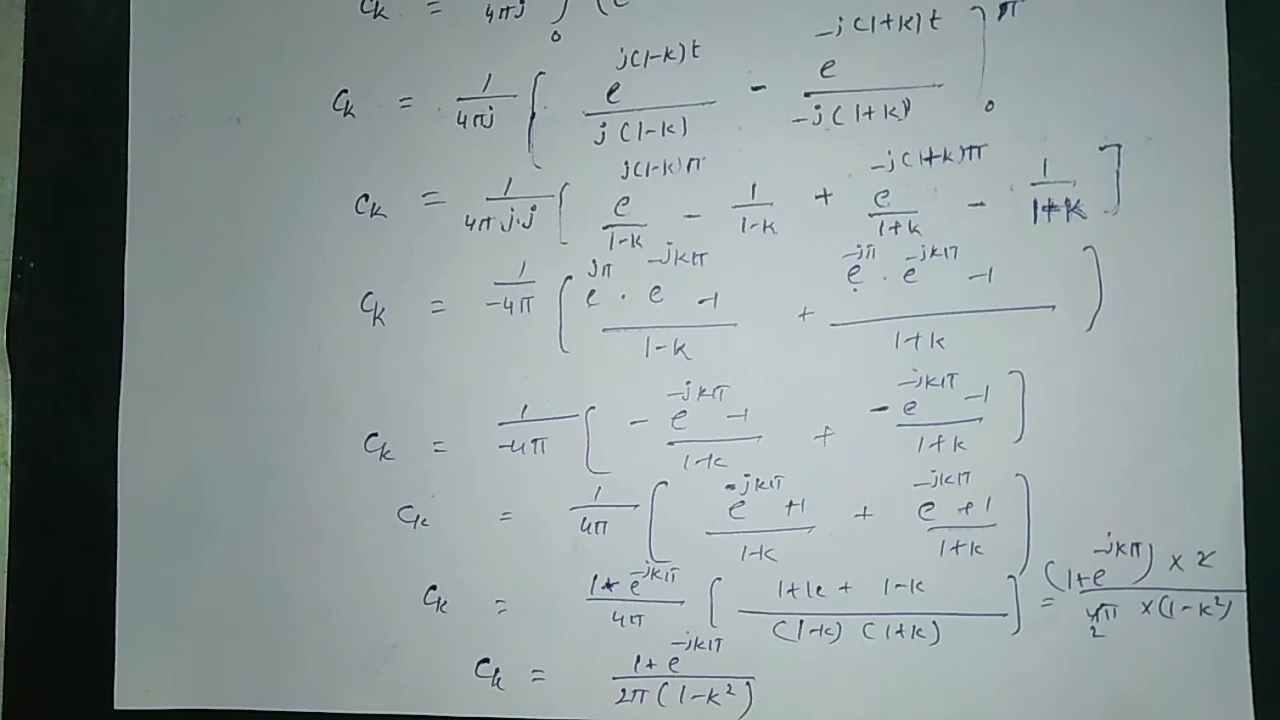 Ck = 1/4πj ∫0 (e
Ck = 1/4πj [ e^{j(1-k)t}/j(1-k) - e^{-j(1+k)t}/-j(1+k) ]_0^π
Ck = 1/4π j.j [ e^{j(1-k)π}/1-k - 1/1-k + e^{-j(1+k)π}/1+k - 1/1+k ]
Ck = 1/-4π [ e^{jπ} . e^{-jkπ} -1/1-k + e^{-jπ} . e^{-jkπ} -1/1+k ]
Ck = 1/-4π [ - e^{-jkπ} -1/1-k + - e^{-jkπ} -1/1+k ]
Ck = 1/4π [ e^{-jkπ} +1/1-k + e^{-jkπ} +1/1+k ]
Ck = 1+e^{-jkπ}/4π [ 1+k + 1-k/(1-k) (1+k) ] = (1+e^{-jkπ}) × 2/4π × (1-k²)
2
Ck = 1+e^{-jkπ}/2π(1-k²)